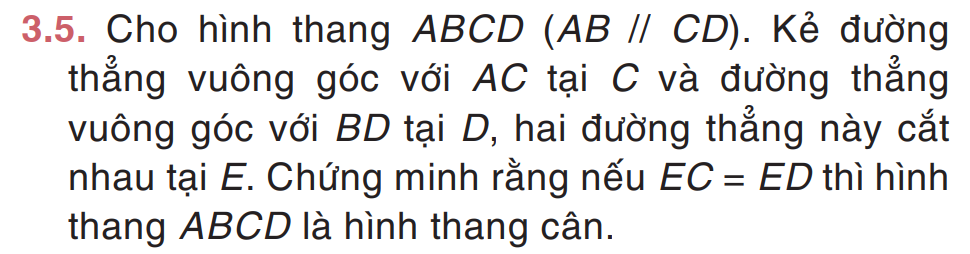 3.5. Cho hình thang ABCD (AB // CD). Kẻ đường
thẳng vuông góc với AC tại C và đường thẳng
vuông góc với BD tại D, hai đường thẳng này cắt
nhau tại E. Chứng minh rằng nếu EC = ED thì hình
thang ABCD là hình thang cân.